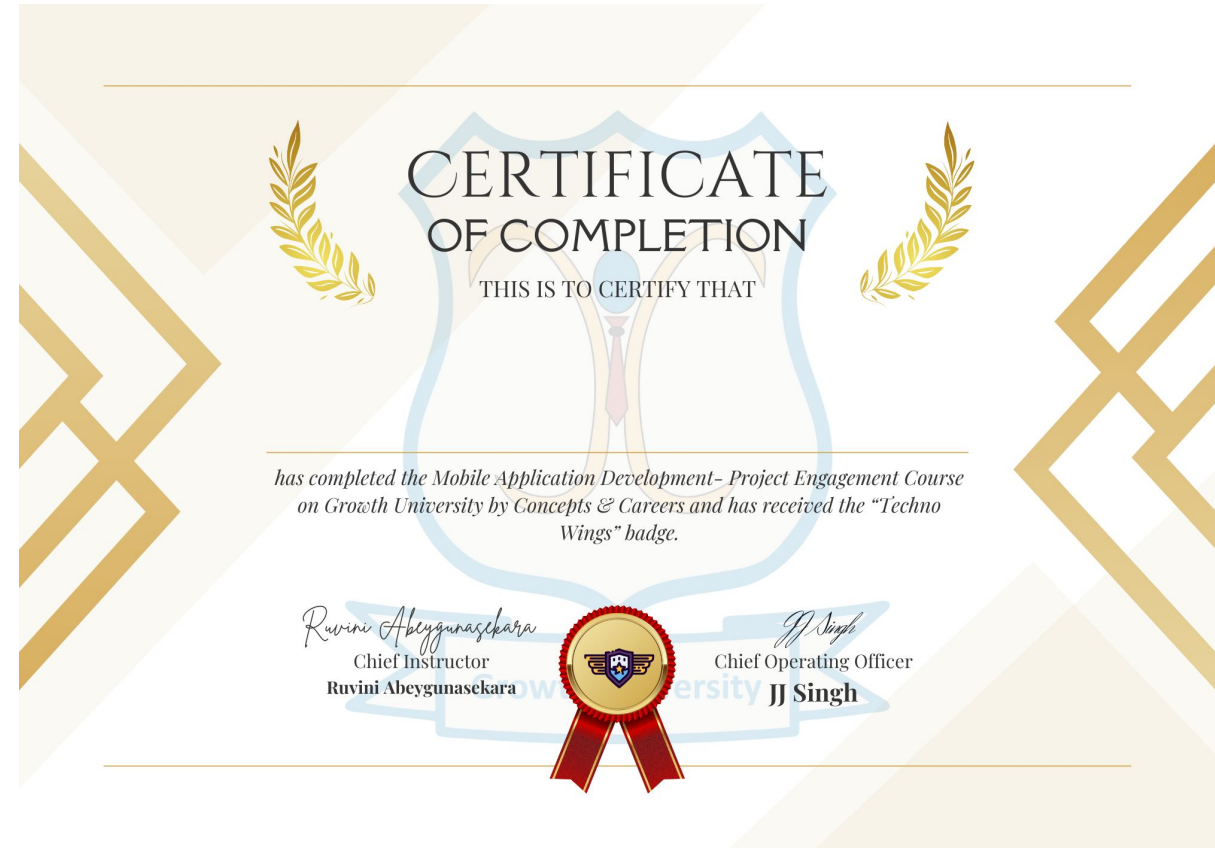 CERTIFICATE
OF COMPLETION
THIS IS TO CERTIFY THAT
has completed the Mobile Application Development- Project Engagement Course
on Growth University by Concepts & Careers and has received the “Techno
Wings” badge.
Ruvini Abeygunasekara
Chief Instructor
Ruvini Abeygunasekara
JJ Singh
Chief Operating Officer
JJ Singh